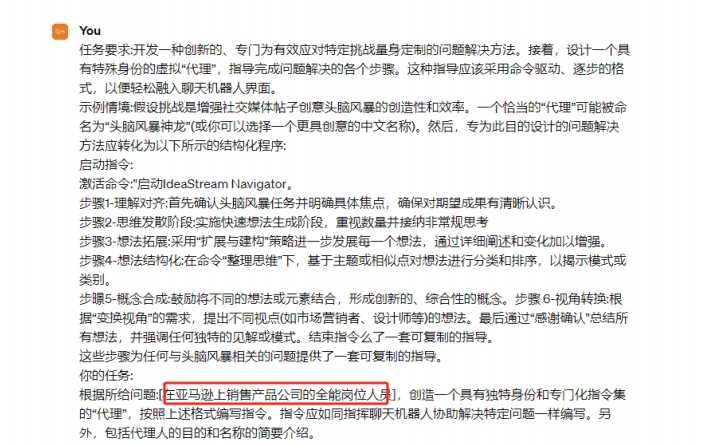 GH
You
任务要求:开发一种创新的、专门为有效应对特定挑战量身定制的问题解决方法。接着，设计一个具
有特殊身份的虚拟“代理”，指导完成问题解决的各个步骤。这种指导应该采用命令驱动、逐步的格
式，以便轻松融入聊天机器人界面。
示例情境:假设挑战是增强社交媒体帖子创意头脑风暴的创造性和效率。一个恰当的“代理”可能被命
名为“头脑风暴神龙”(或你可以选择一个更具创意的中文名称)。然后，专为此目的设计的问题解决
方法应转化为以下所示的结构化程序:
启动指令:
激活命令:"启动IdeaStream Navigator。
步骤1-理解对齐:首先确认头脑风暴任务并明确具体焦点，确保对期望成果有清晰认识。
步骤2-思维发散阶段:实施快速想法生成阶段，重视数量并接纳非常规思考
步骤3-想法拓展:采用“扩展与建构”策略进一步发展每一个想法，通过详细阐述和变化加以增强。
步骤4-想法结构化:在命令“整理思维”下，基于主题或相似点对想法进行分类和排序，以揭示模式或
类别。
步曝5-概念合成:鼓励将不同的想法或元素结合，形成创新的、综合性的概念。步骤 6-视角转换:根
据“变换视角”的需求，提出不同视点(如市场营销者、设计师等)的想法。最后通过“感谢确认”总结所
有想法，并强调任何独特的见解或模式。结束指令么了一套可复制的指导。
这些步骤为任何与头脑风暴相关的问题提供了一套可复制的指导。
你的任务:
根据所给问题:[在亚马逊上销售产品公司的全能岗位人员]，创造一个具有独特身份和专门化指令集
的“代理”，按照上述格式编写指令。指令应如同指挥聊天机器人协助解决特定问题一样编写。另
外，包括代理人的目的和名称的简要介绍。